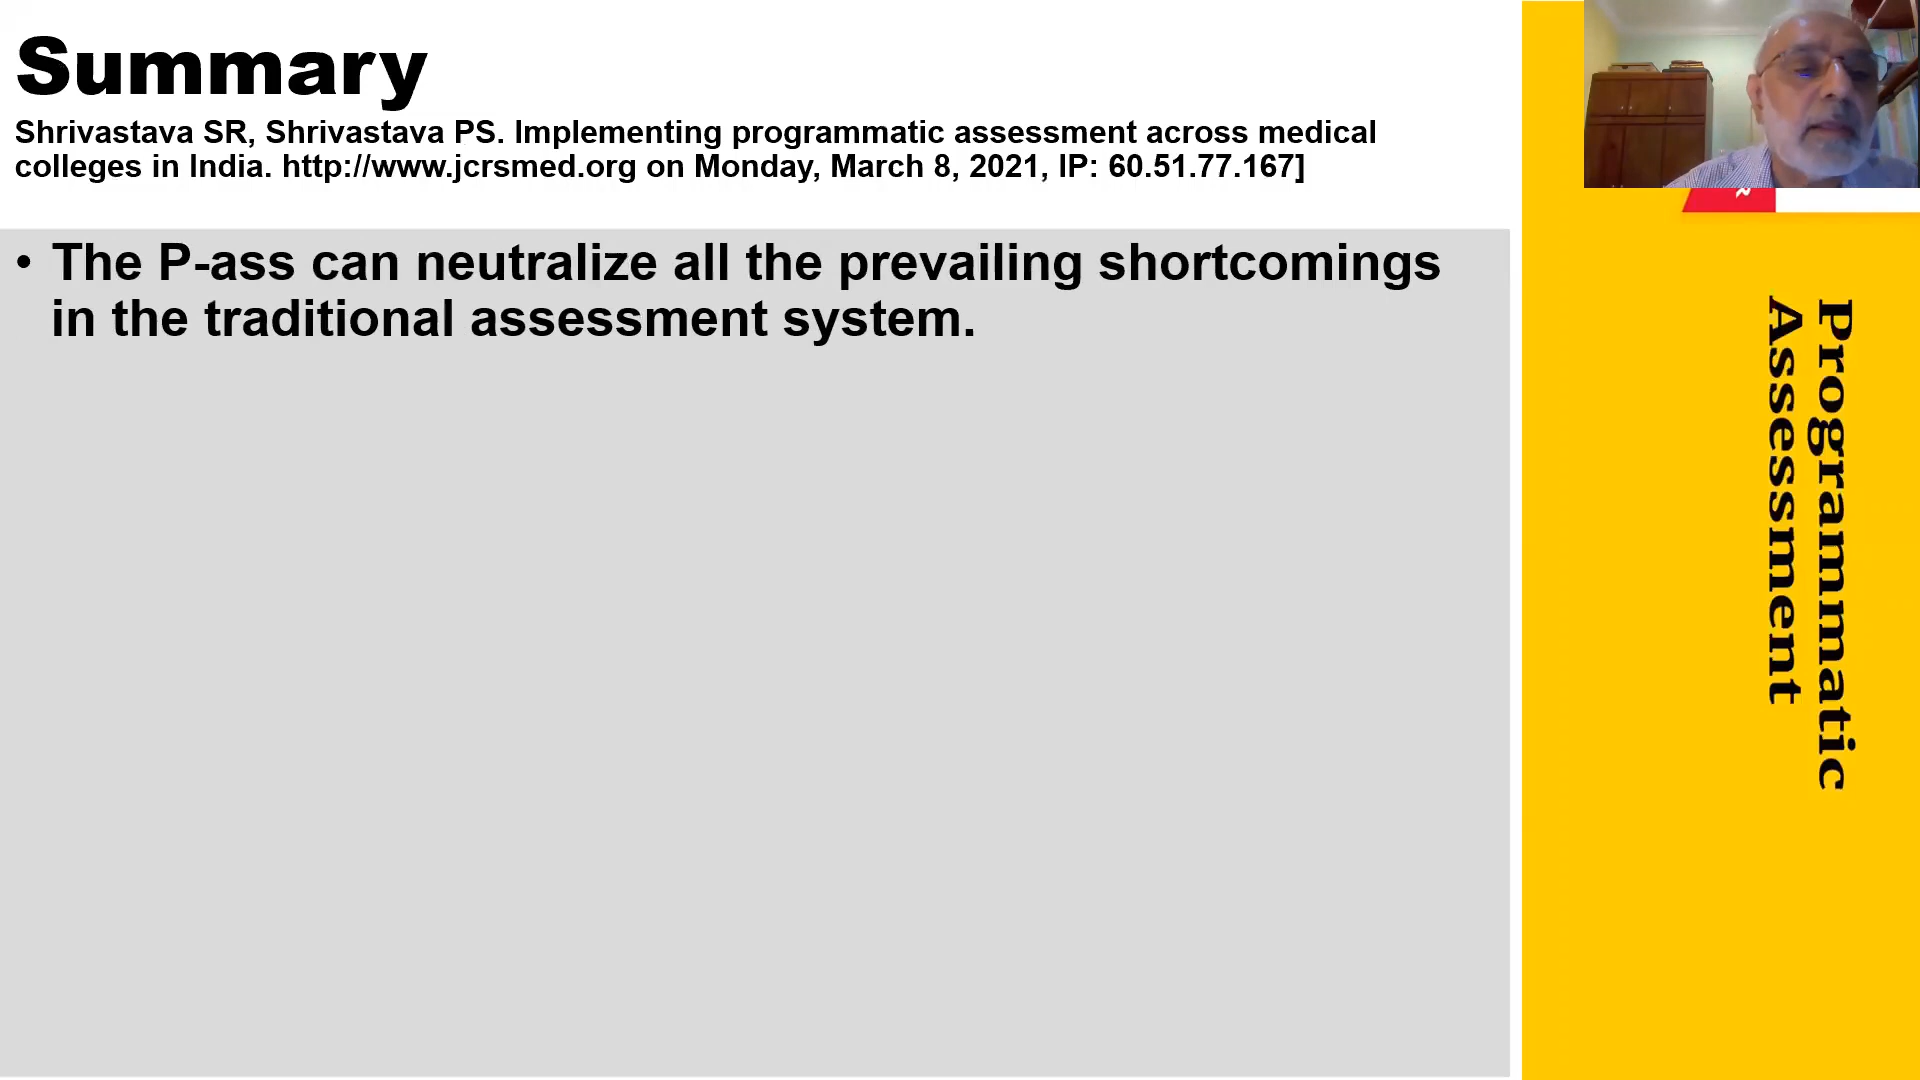 Summary
Shrivastava SR, Shrivastava PS. Implementing programmatic assessment across medical
colleges in India. http://www.jcrsmed.org on Monday, March 8, 2021, IP: 60.51.77.167]
• The P-ass can neutralize all the prevailing shortcomings
in the traditional assessment system.
Programmatic
Assessment